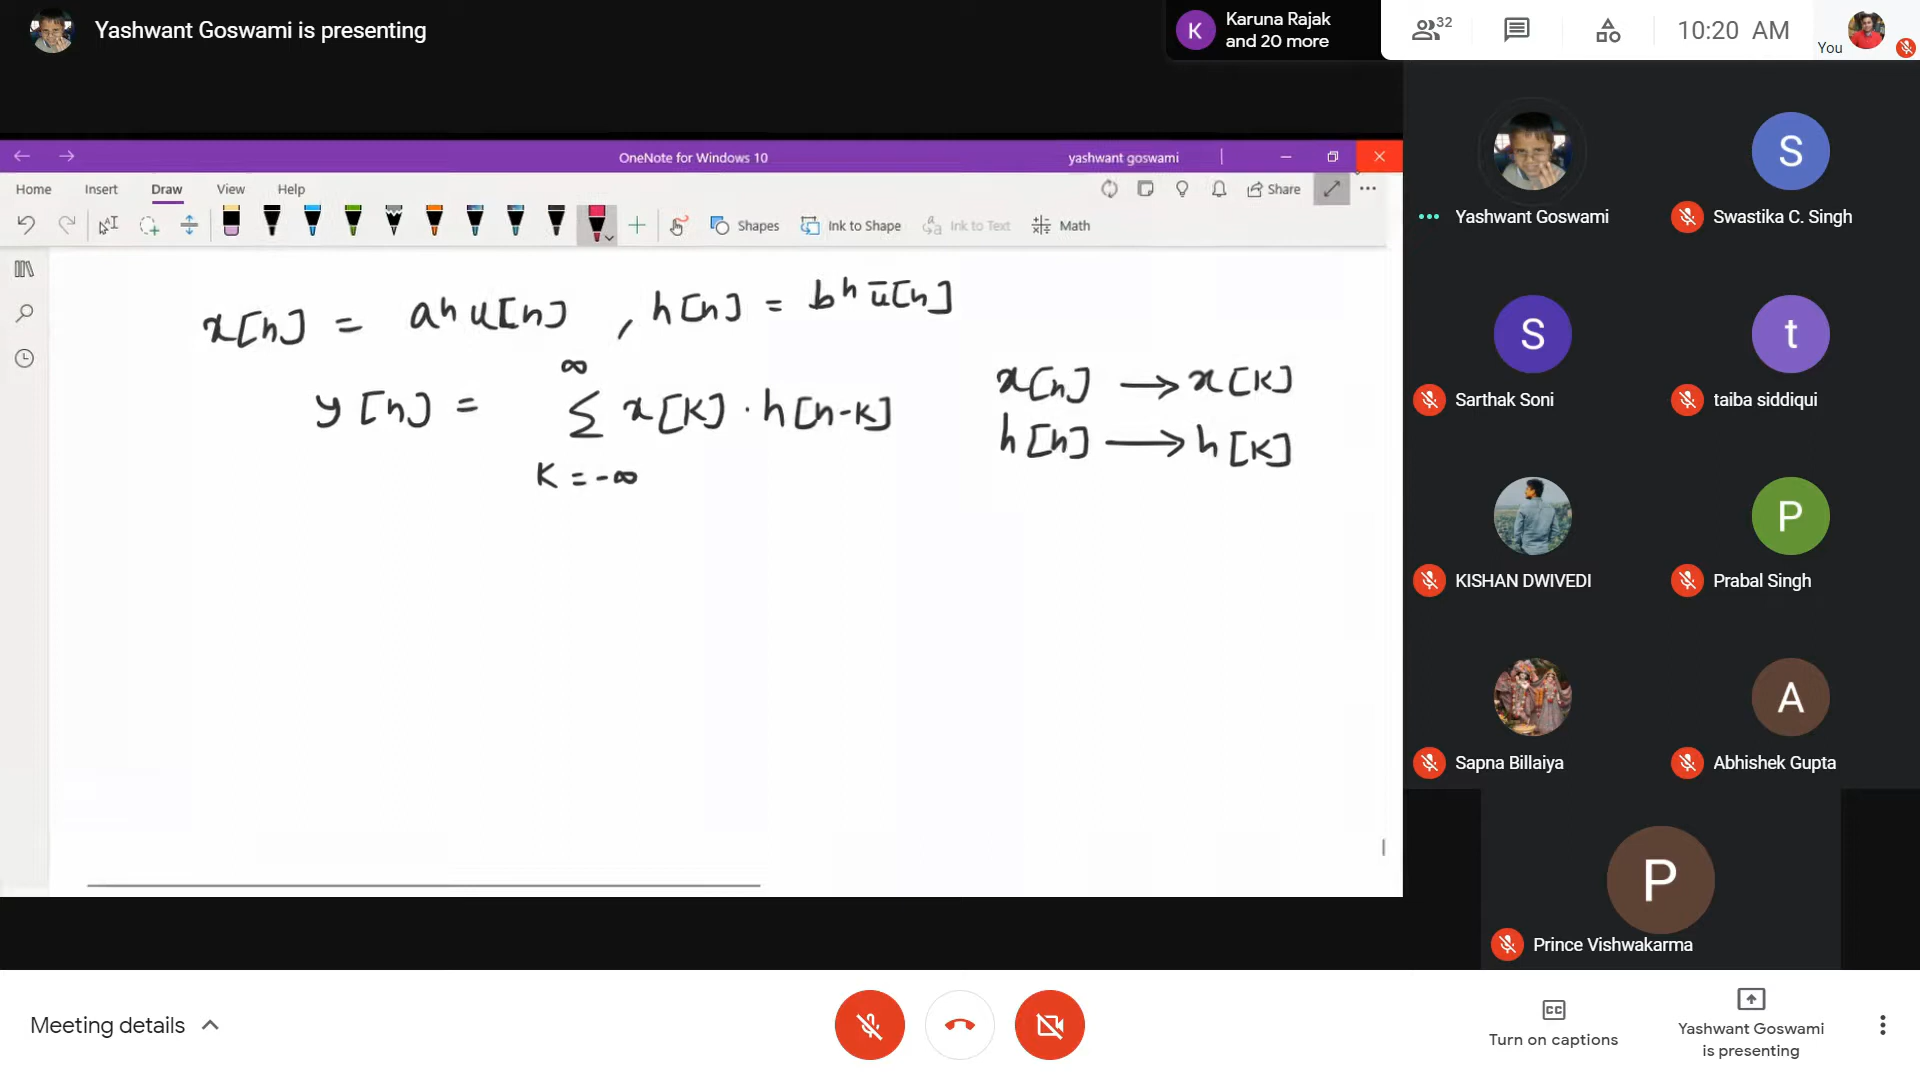 Yashwant Goswami is presenting
K
Karuna Rajak
and 20 more
32
10:20 AM
You
OneNote for Windows 10
yashwant goswami
Home Insert Draw View Help
Share
Shapes
Ink to Shape
Ink to Text
Math
x[n] = aⁿ u[n] , h[n] = bⁿ ū[n]
∞
y[n] = Σ x[K] · h[n-K]
K = -∞
x[n] → x[K]
h[n] → h[K]
Yashwant Goswami
S
Swastika C. Singh
S
Sarthak Soni
t
taiba siddiqui
KISHAN DWIVEDI
P
Prabal Singh
Sapna Billaiya
A
Abhishek Gupta
P
Prince Vishwakarma
Meeting details
CC
Turn on captions
Yashwant Goswami
is presenting